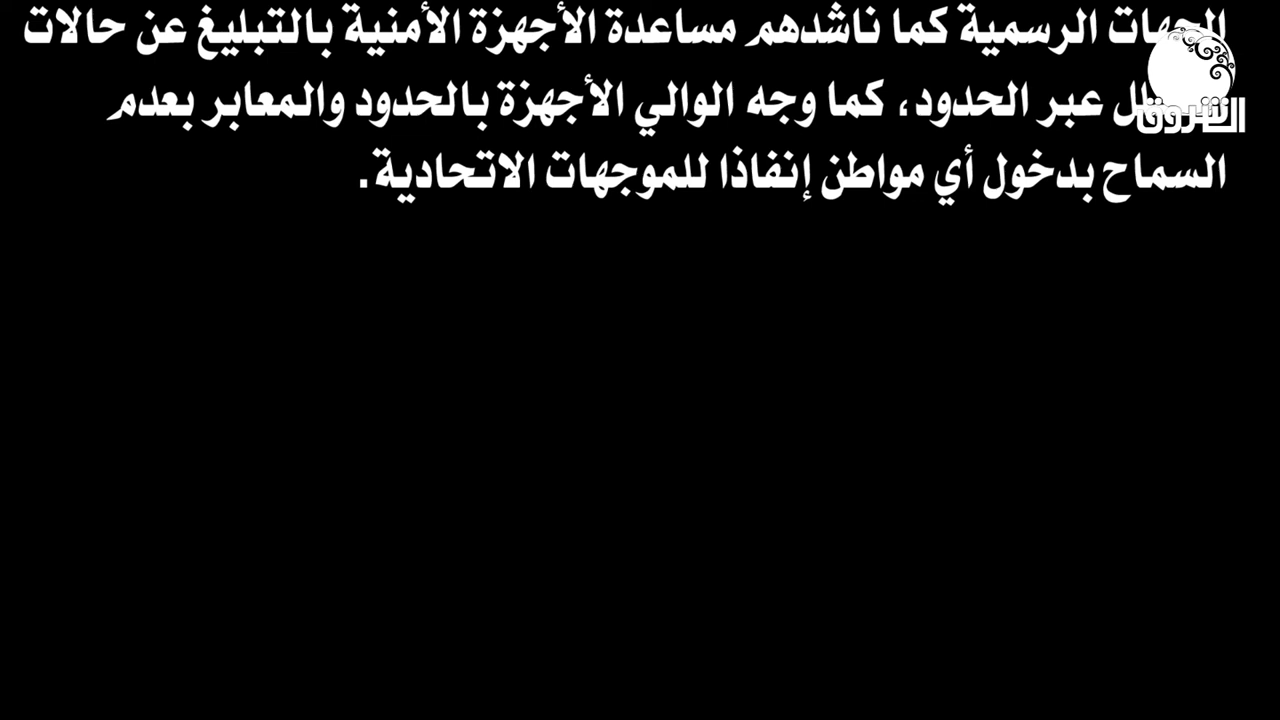 الجهات الرسمية كما ناشدهم مساعدة الأجهزة الأمنية بالتبليغ عن حالات
عبر الحدود، كما وجه الوالي الأجهزة بالحدود والمعابر بعدم
السماح بدخول أي مواطن إنفاذا للموجهات الاتحادية.
الشروق